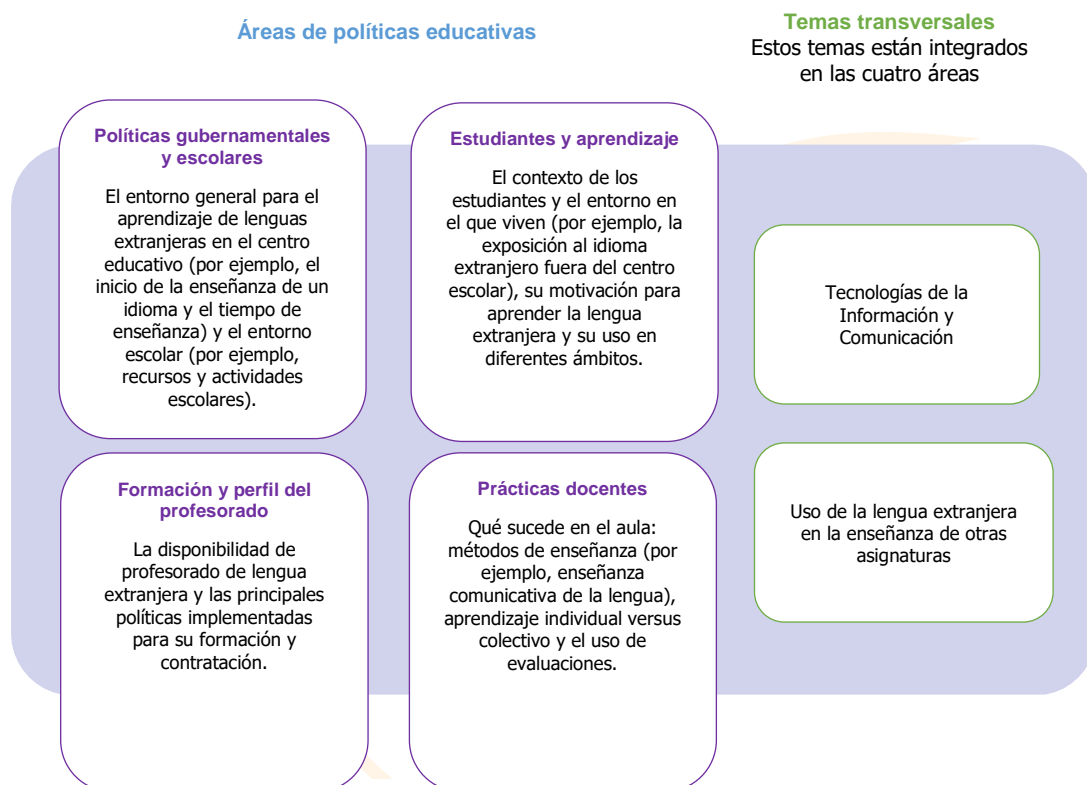 Áreas de políticas educativas
Temas transversales
Estos temas están integrados
en las cuatro áreas
Políticas gubernamentales
y escolares
El entorno general para el
aprendizaje de lenguas
extranjeras en el centro
educativo (por ejemplo, el
inicio de la enseñanza de un
idioma y el tiempo de
enseñanza) y el entorno
escolar (por ejemplo,
recursos y actividades
escolares).
Estudiantes y aprendizaje
El contexto de los
estudiantes y el entorno en
el que viven (por ejemplo, la
exposición al idioma
extranjero fuera del centro
escolar), su motivación para
aprender la lengua
extranjera y su uso en
diferentes ámbitos.
Tecnologías de la
Información y
Comunicación
Formación y perfil del
profesorado
La disponibilidad de
profesorado de lengua
extranjera y las principales
políticas implementadas
para su formación y
contratación.
Prácticas docentes
Qué sucede en el aula:
métodos de enseñanza (por
ejemplo, enseñanza
comunicativa de la lengua),
aprendizaje individual versus
colectivo y el uso de
evaluaciones.
Uso de la lengua extranjera
en la enseñanza de otras
asignaturas